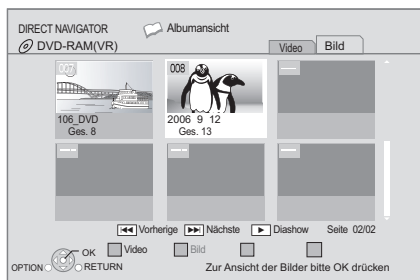 DIRECT NAVIGATOR Albumansicht
DVD-RAM(VR)
Video Bild
007
008
106_DVD
Ges. 8
2006 9 12
Ges. 13
Vorherige Nächste Diashow Seite 02/02
OK
Video Bild
OPTION RETURN
Zur Ansicht der Bilder bitte OK drücken